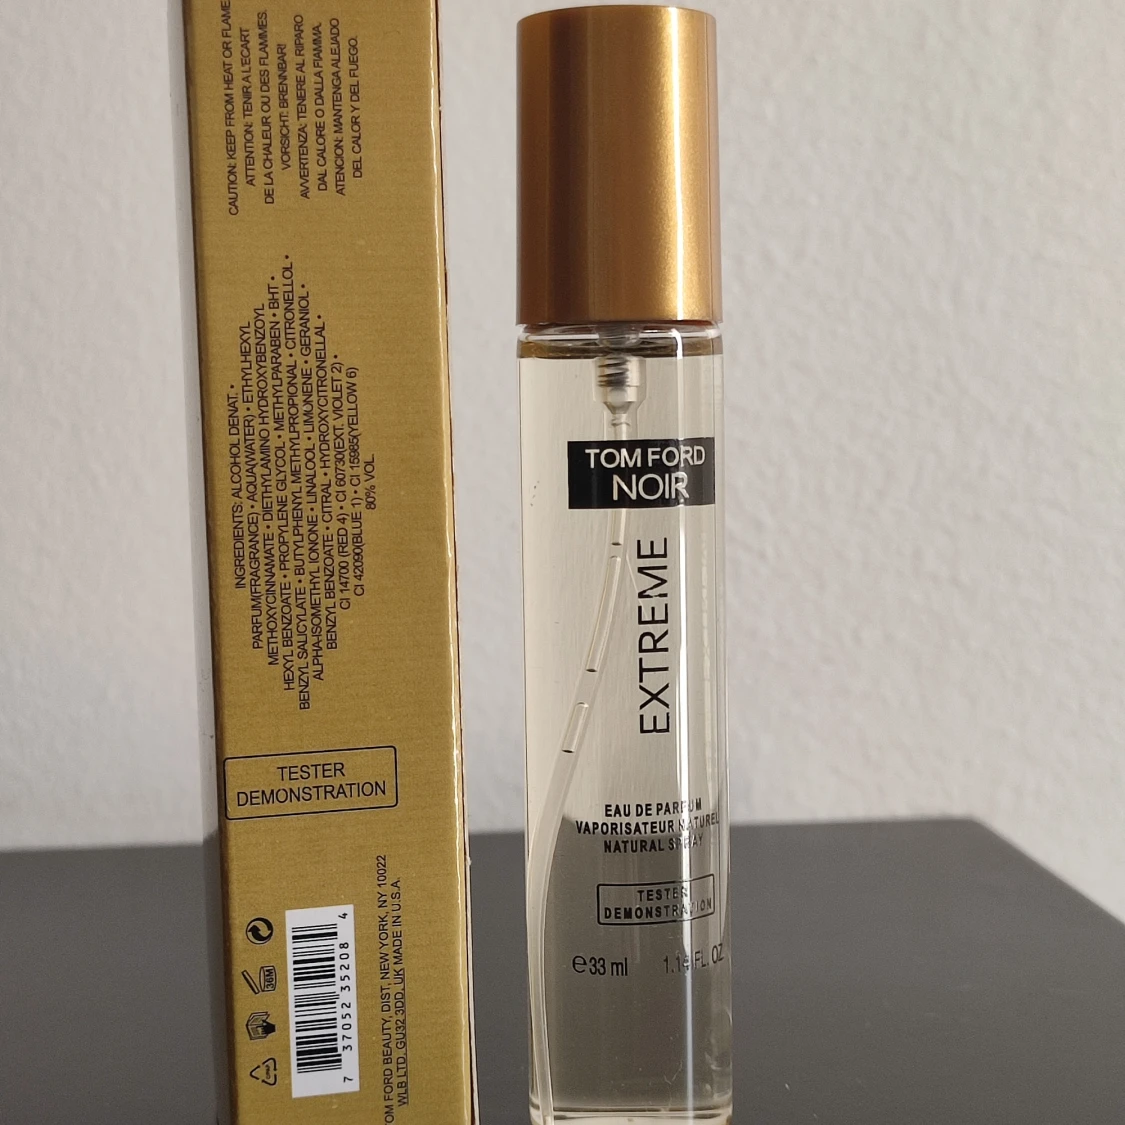 CAUTION: KEEP FROM HEAT OR FLAME
ATTENTION: TENIR A L'ECART
DE LA CHALEUR OU DES FLAMMES.
VORSICHT: BRENNBAR!
AVVERTENZA: TENERE AL RIPARO
DAL CALORE O DALLA FIAMMA.
ATENCION: MANTENGA ALEJADO
DEL CALOR Y DEL FUEGO.
INGREDIENTS: ALCOHOL DENAT. •
PARFUM(FRAGRANCE) • AQUA(WATER) • ETHYLHEXYL
METHOXYCINNAMATE • DIETHYLAMINO HYDROXYBENZOYL
HEXYL BENZOATE • PROPYLENE GLYCOL • METHYLPARABEN • BHT •
BENZYL SALICYLATE • BUTYLPHENYL METHYLPROPIONAL • CITRONELLOL •
ALPHA-ISOMETHYL IONONE • LINALOOL • LIMUNENE • GERANIOL •
BENZYL BENZOATE • CITRAL • HYDROXYCITRONELLAL •
CI 14700 (RED 4) • CI 60730(EXT. VIOLET 2) •
CI 42090(BLUE 1) • CI 15985(YELLOW 6)
80% VOL
TESTER
DEMONSTRATION
36M
7 37052 35208 4
OM FORD BEAUTY, DIST, NEW YORK, NY 10022
WLB LTD. GU32 3DD. UK MADE IN U.S.A.
TOM FORD
NOIR
EXTREME
EAU DE PARFUM
VAPORISATEUR NATUREL
NATURAL SPRAY
TESTER
DEMONSTRATION
e 33 ml FL. OZ